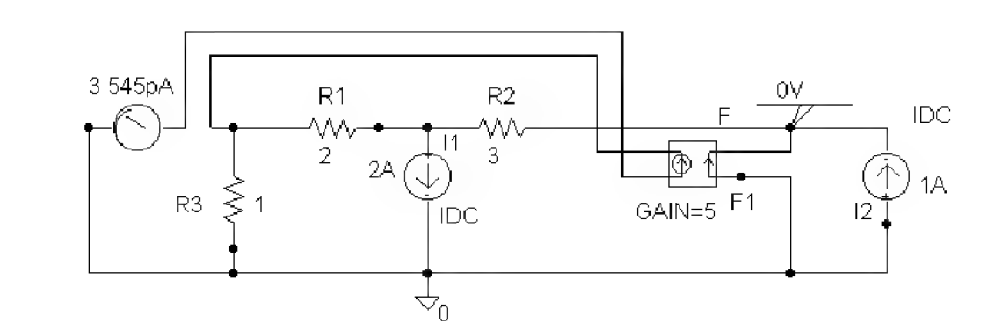 3 545pA
R1
R2
0V
F
IDC
2
I1
3
2A
1A
R3
1
IDC
GAIN=5
F1
I2
0